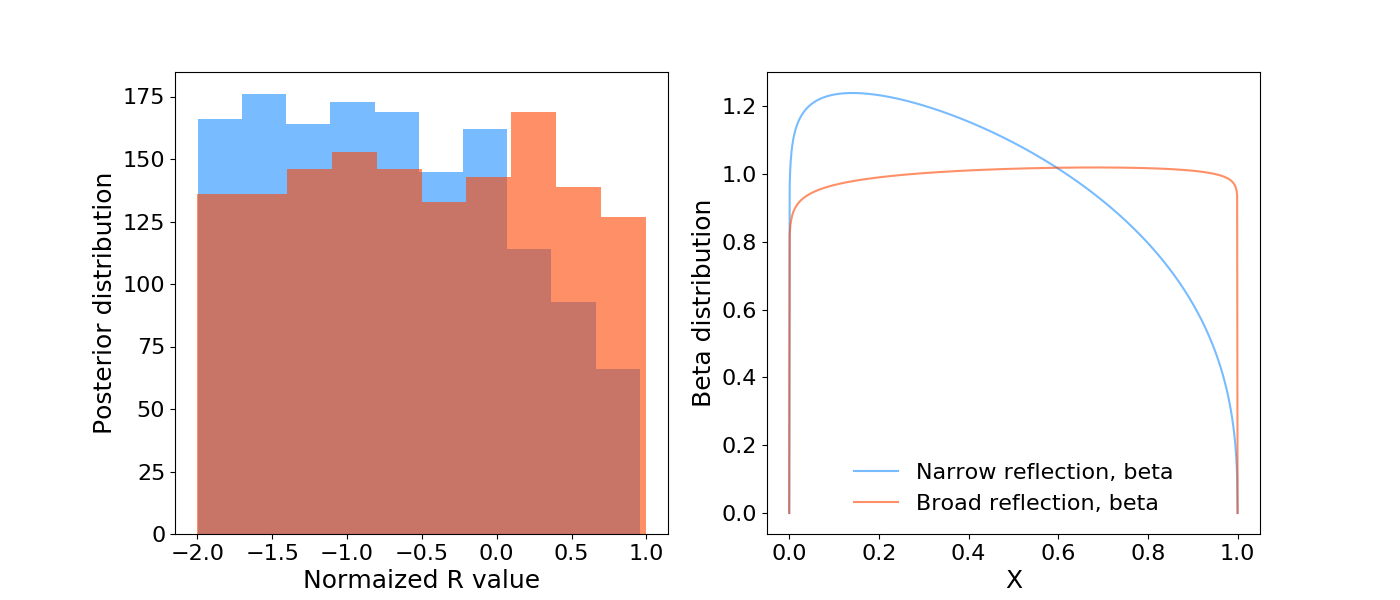 Posterior distribution
175
150
125
100
75
50
25
0
−2.0 −1.5 −1.0 −0.5 0.0 0.5 1.0
Normaized R value
Beta distribution
1.2
1.0
0.8
0.6
0.4
0.2
0.0
Narrow reflection, beta
Broad reflection, beta
0.0 0.2 0.4 0.6 0.8 1.0
X